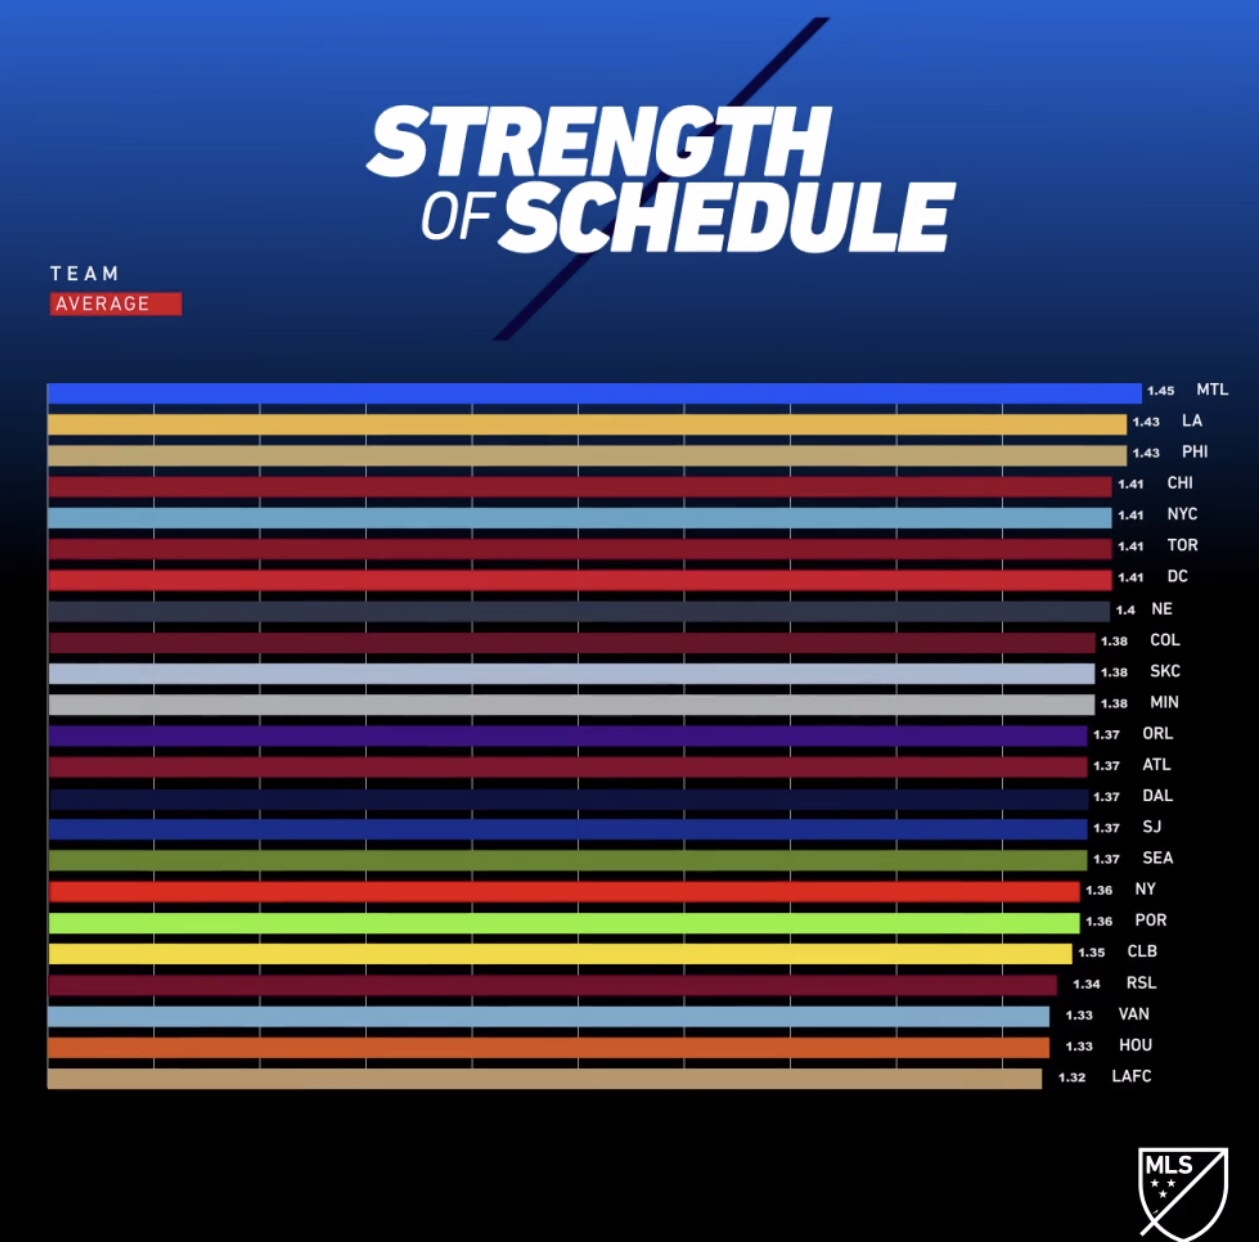 STRENGTH
OF SCHEDULE
TEAM
AVERAGE
1.45 MTL
1.43 LA
1.43 PHI
1.41 CHI
1.41 NYC
1.41 TOR
1.41 DC
1.4 NE
1.38 COL
1.38 SKC
1.38 MIN
1.37 ORL
1.37 ATL
1.37 DAL
1.37 SJ
1.37 SEA
1.36 NY
1.36 POR
1.35 CLB
1.34 RSL
1.33 VAN
1.33 HOU
1.32 LAFC
MLS